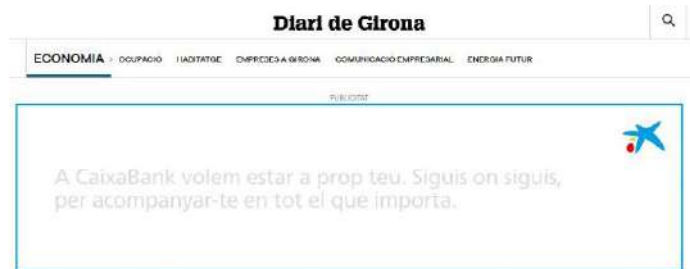 Diari de Girona
ECONOMIA › OCUPACIÓ HABITATGE EMPRESES A GIRONA COMUNICACIÓ EMPRESARIAL ENERGIA FUTUR
PUBLICITAT
A CaixaBank volem estar a prop teu. Siguis on siguis,
per acompanyar-te en tot el que importa.